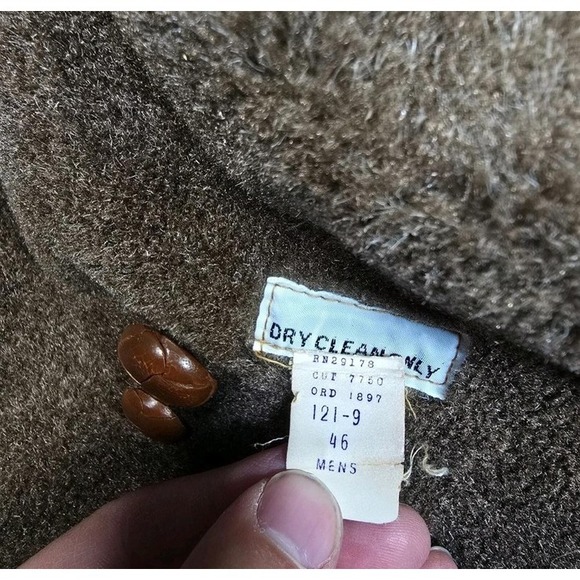 DRY CLEAN ONLY
RN29178
CUT 7750
ORD 1897
121-9
46
MENS